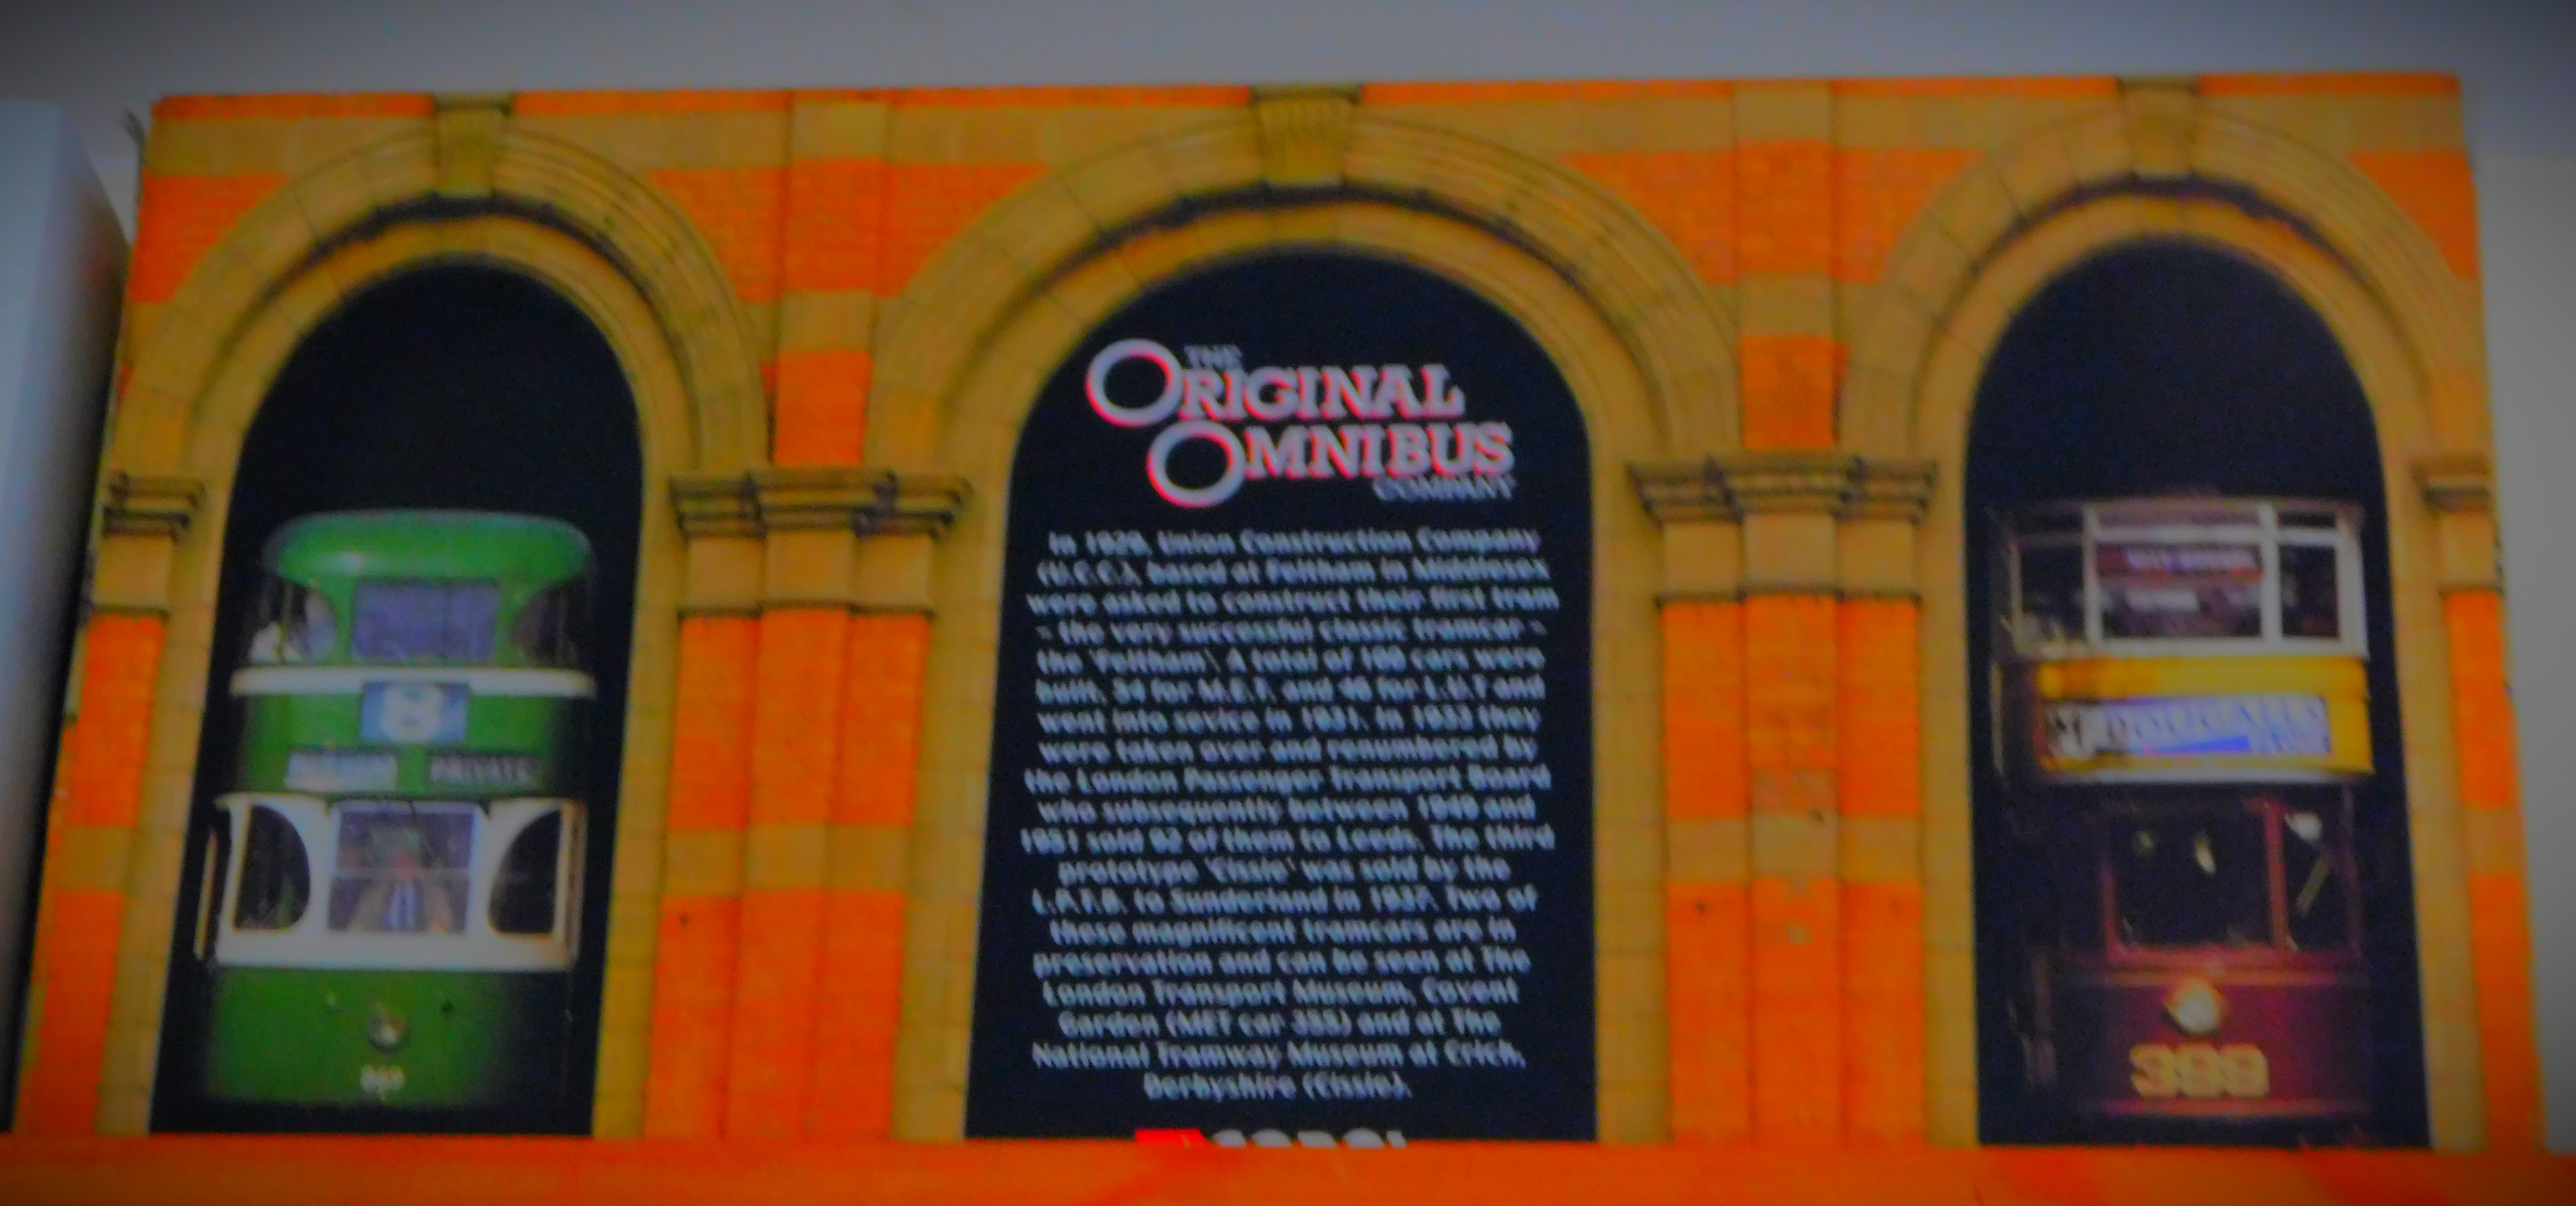 THE
ORIGINAL
OMNIBUS
COMPANY
In 1929, Union Construction Company
(U.C.C.), based at Feltham in Middlesex,
were asked to construct their first tram
- the very successful classic tramcar -
the 'Feltham'. A total of 100 cars were
built, 54 for M.E.T. and 46 for L.U.T and
went into sevice in 1931. In 1933 they
were taken over and renumbered by
the London Passenger Transport Board
who subsequently between 1949 and
1951 sold 92 of them to Leeds. The third
prototype 'Cissie' was sold by the
L.P.T.B. to Sunderland in 1937. Two of
these magnificent tramcars are in
preservation and can be seen at The
London Transport Museum, Covent
Garden (MET car 355) and at The
National Tramway Museum at Crich,
Derbyshire (Cissie).
8
PRIVATE
869
399